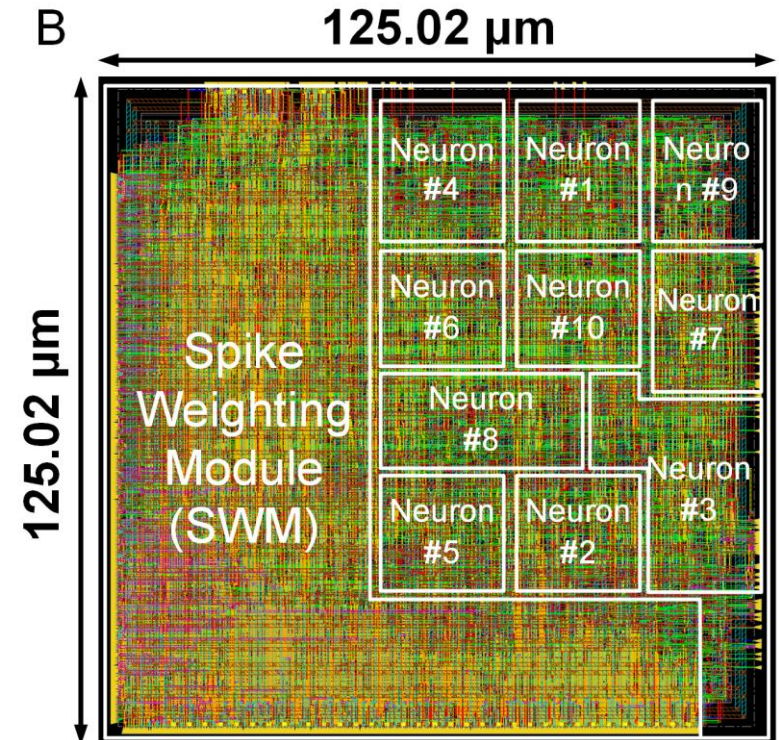 B
125.02 µm
125.02 µm
Neuron
#4
Neuron
#1
Neuro
n #9
Neuron
#6
Neuron
#10
Neuron
#7
Spike
Weighting
Module
(SWM)
Neuron
#8
Neuron
#3
Neuron
#5
Neuron
#2